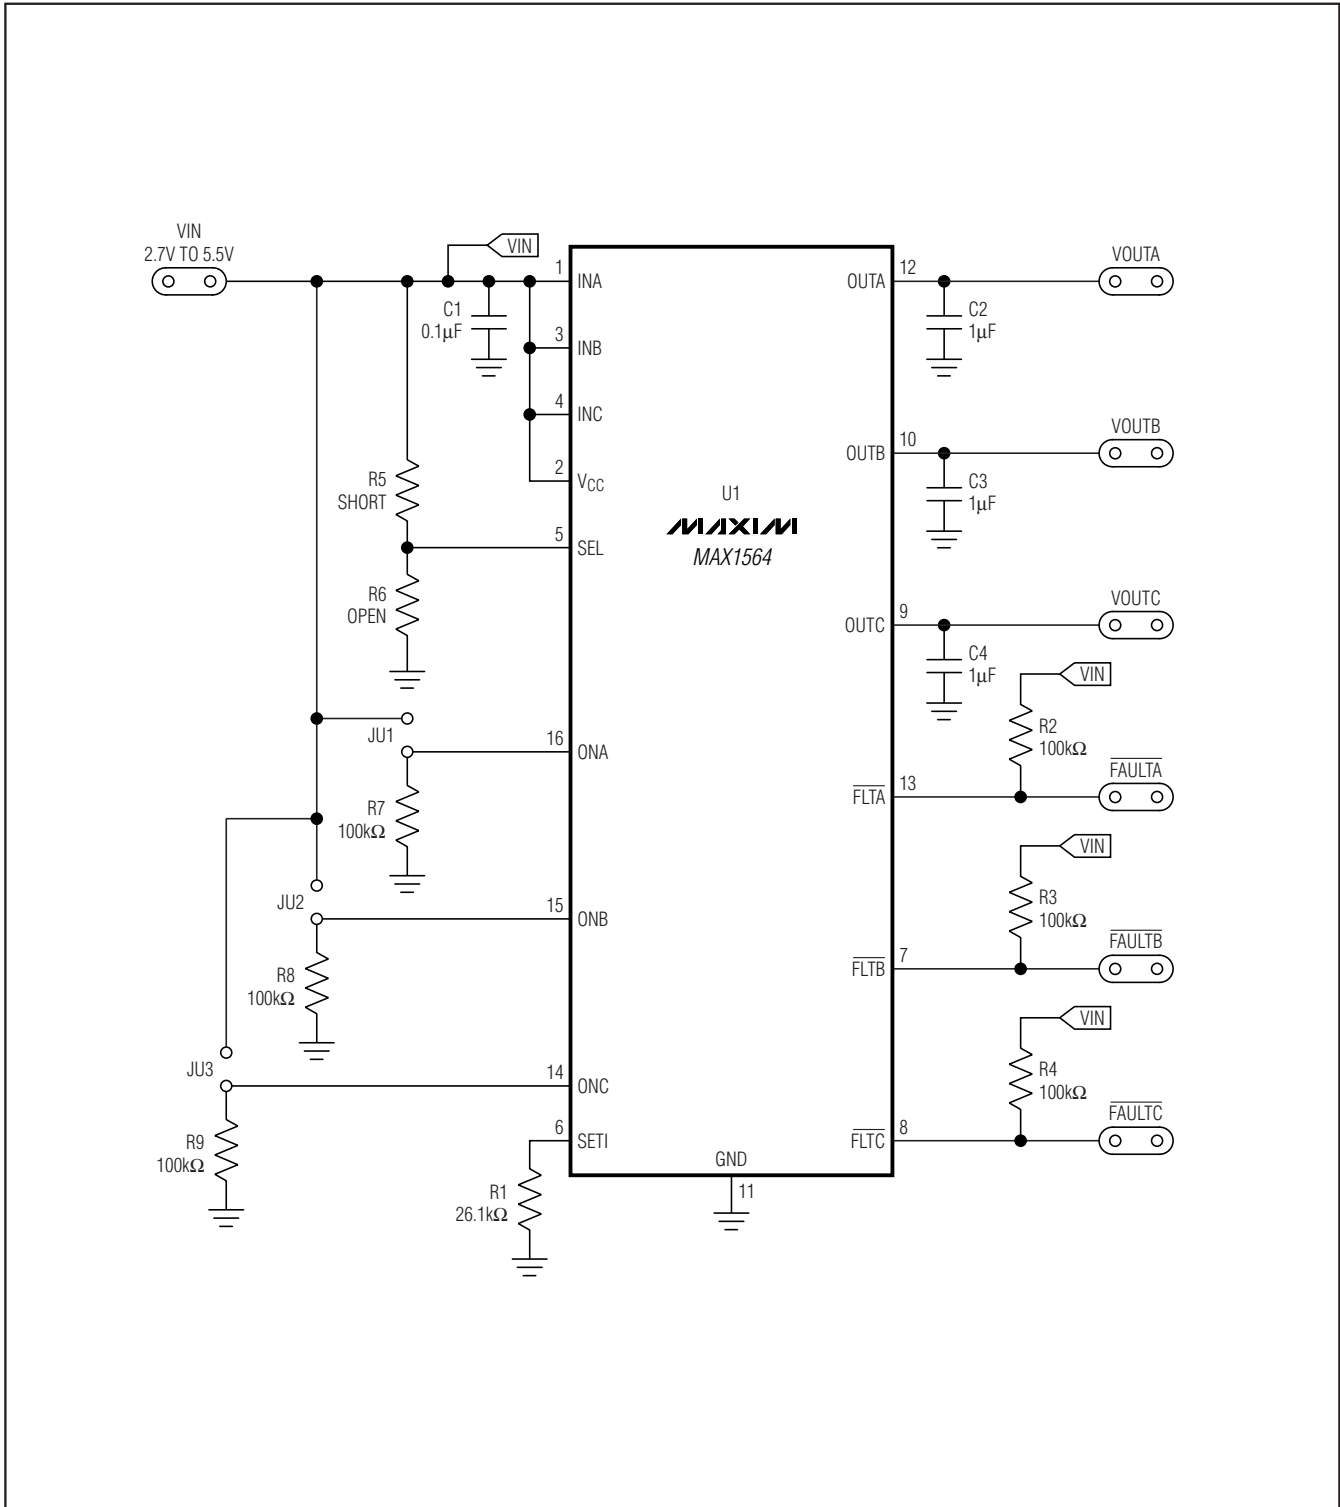 VIN
2.7V TO 5.5V
VIN
1
INA
C1
0.1µF
3
INB
4
INC
2
VCC
R5
SHORT
5
SEL
R6
OPEN
JU1
16
ONA
R7
100kΩ
JU2
15
ONB
R8
100kΩ
JU3
14
ONC
R9
100kΩ
6
SETI
R1
26.1kΩ
U1
MAXIM
MAX1564
GND
11
12
OUTA
C2
1µF
VOUTA
10
OUTB
C3
1µF
VOUTB
9
OUTC
C4
1µF
VOUTC
VIN
R2
100kΩ
13
FLTA
FAULTA
VIN
R3
100kΩ
7
FLTB
FAULTB
VIN
R4
100kΩ
8
FLTC
FAULTC